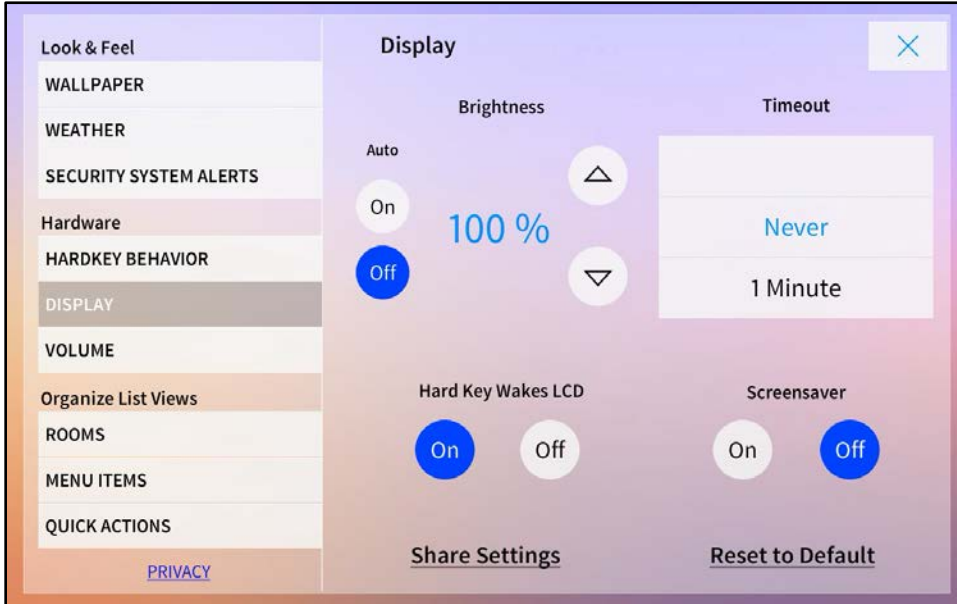 Look & Feel
WALLPAPER
WEATHER
SECURITY SYSTEM ALERTS
Hardware
HARDKEY BEHAVIOR
DISPLAY
VOLUME
Organize List Views
ROOMS
MENU ITEMS
QUICK ACTIONS
PRIVACY
Display
Brightness
Auto
On
Off
100 %
Timeout
Never
1 Minute
Hard Key Wakes LCD
On
Off
Screensaver
On
Off
Share Settings
Reset to Default